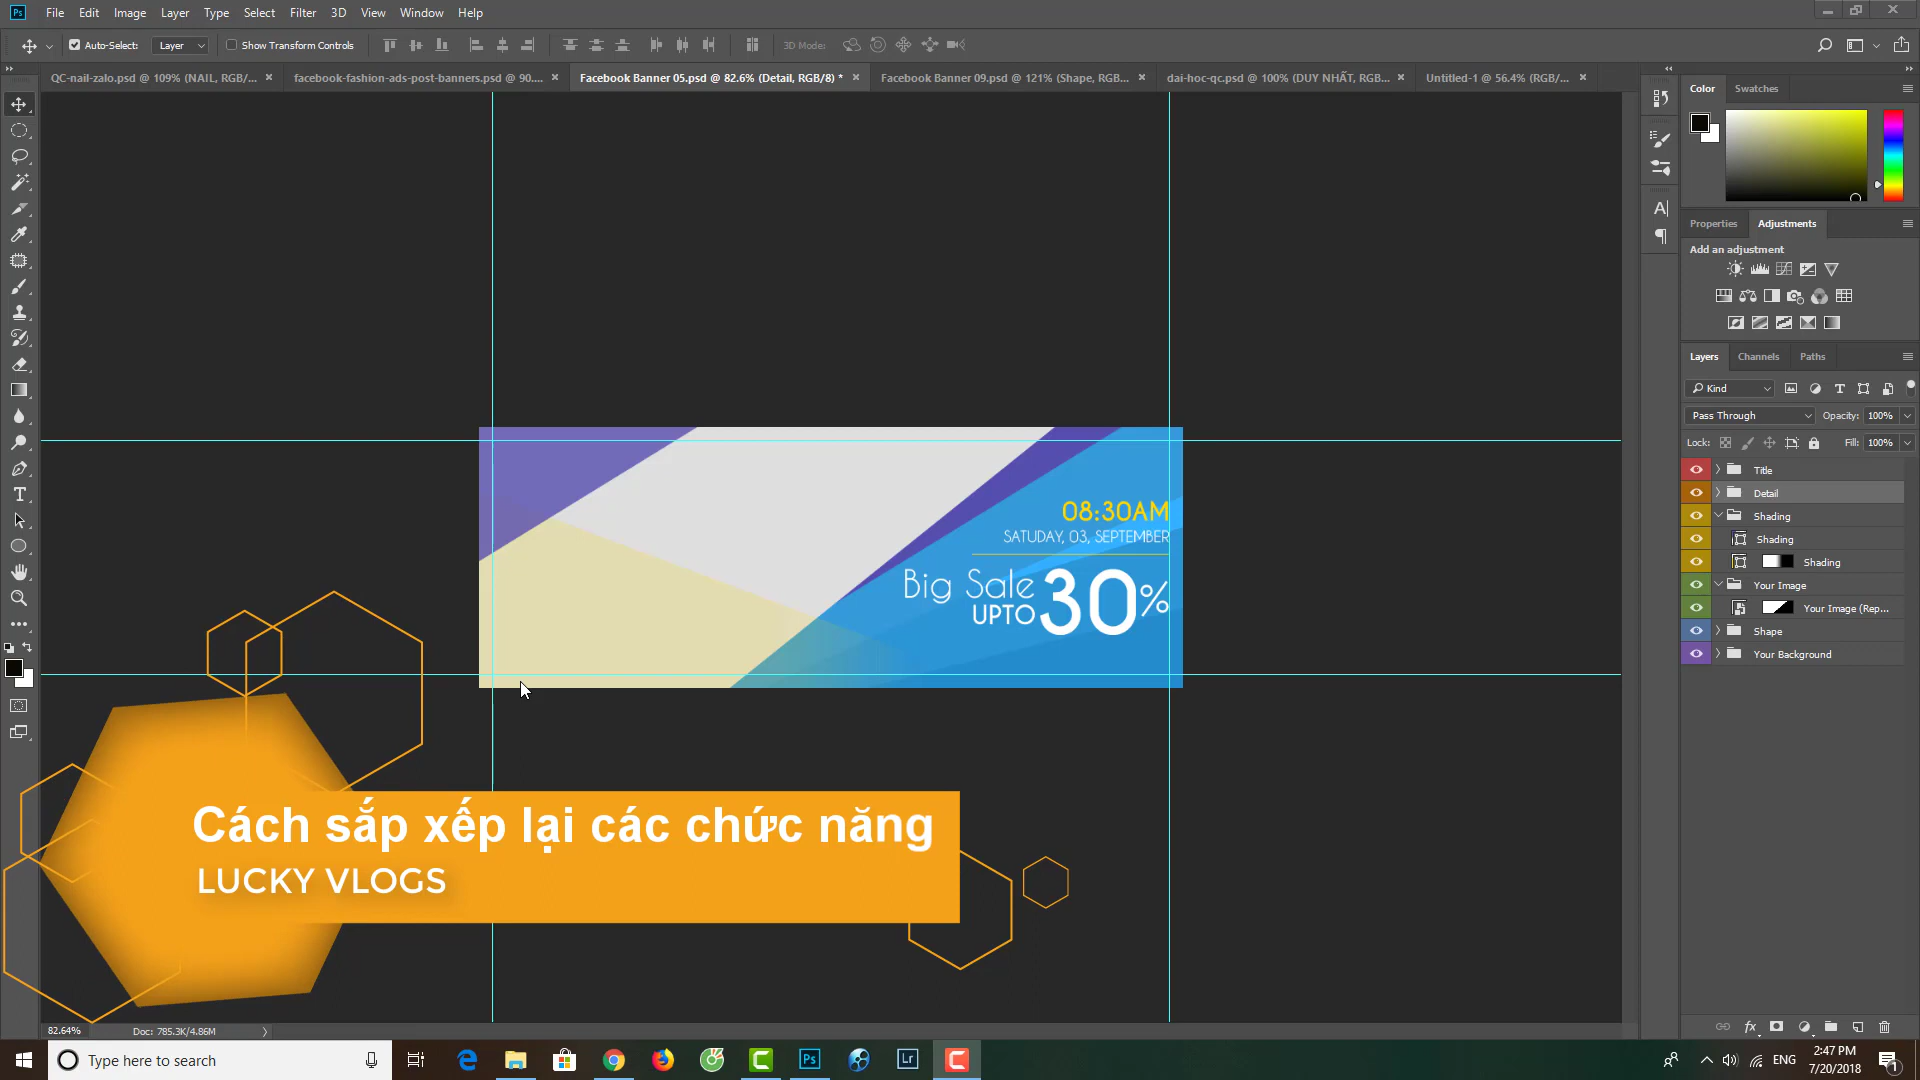 Ps File Edit Image Layer Type Select Filter 3D View Window Help
Auto-Select: Layer Show Transform Controls 3D Mode:
QC-nail-zalo.psd @ 109% (NAIL, RGB/... × facebook-fashion-ads-post-banners.psd @ 90.... × Facebook Banner 05.psd @ 82.6% (Detail, RGB/8) * × Facebook Banner 09.psd @ 121% (Shape, RGB... × dai-hoc-qc.psd @ 100% (DUY NHẤT, RGB... × Untitled-1 @ 56.4% (RGB/... ×
Color Swatches
Properties Adjustments
Add an adjustment
Layers Channels Paths
Kind
Pass Through Opacity: 100%
Lock: Fill: 100%
Title
Detail
Shading
Shading
Shading
Your Image
Your Image (Rep...
Shape
Your Background
08:30AM
SATUDAY, 03, SEPTEMBER
Big Sale
UPTO
30%
Cách sắp xếp lại các chức năng
LUCKY VLOGS
82.64% Doc: 785.3K/4.86M
Type here to search
Ps
Lr
ENG
2:47 PM
7/20/2018
1